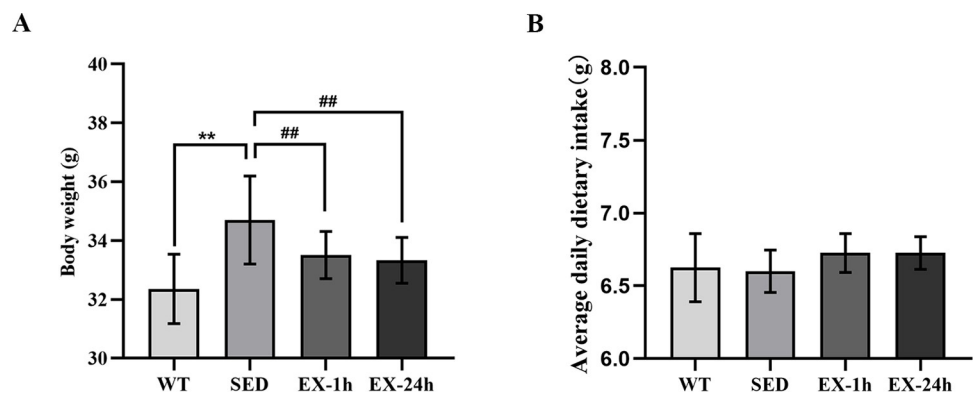 A
Body weight (g)
40
38
36
34
32
30
**
##
##
WT SED EX-1h EX-24h
B
Average daily dietary intake(g)
8.0
7.5
7.0
6.5
6.0
WT SED EX-1h EX-24h